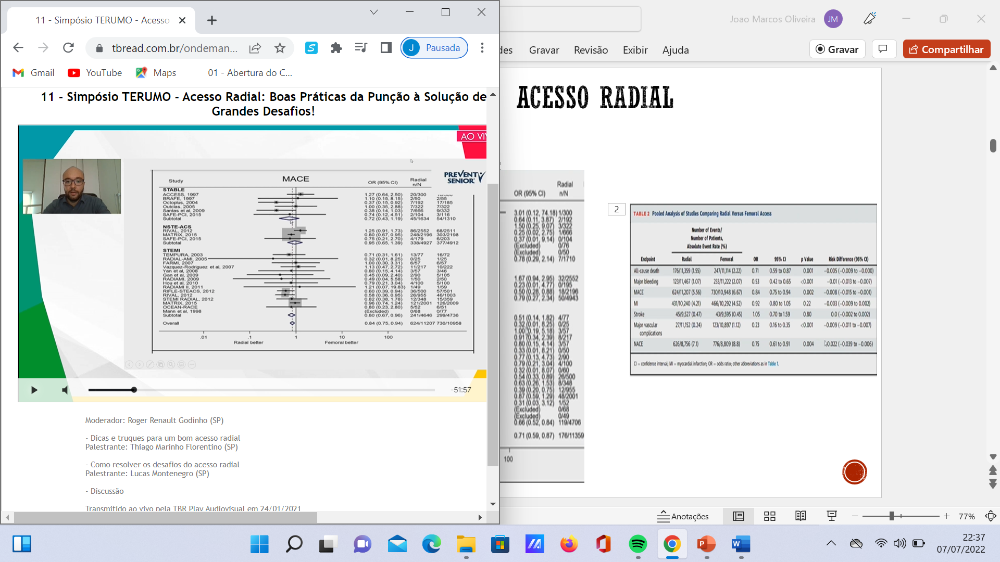 11 - Simpósio TERUMO - Acesso
tbread.com.br/ondeman...
J Pausada
Gmail
YouTube
Maps
01 - Abertura do C...
11 - Simpósio TERUMO - Acesso Radial: Boas Práticas da Punção à Solução de
Grandes Desafios!
AO VI
PREVENT
SENIOR
Study
MACE
OR (95% CI)
Radial
n/N
STABLE
ACCESS, 1997 1.27 (0.64, 2.50) 20/300
BRAFE, 1997 1.10 (0.15, 8.15) 2/50 2/55
Octoplus, 2004 0.37 (0.15, 0.92) 7/192 17/185
Outclas, 2005 1.00 (0.35, 2.88) 7/322 7/322
Santas et al, 2009 0.38 (0.14, 1.03) 7/666 9/332
SAFE-PCI, 2015 0.74 (0.12, 4.51) 2/104 3/116
Subtotal 0.72 (0.43, 1.19) 45/1634 54/1310
NSTE-ACS
RIVAL, 2012 1.25 (0.91, 1.73) 86/2552 68/2511
MATRIX, 2015 0.80 (0.67, 0.95) 248/2196 303/2198
SAFE-PCI, 2015 0.75 (0.21, 2.70) 4/179 6/203
Subtotal 0.95 (0.65, 1.39) 338/4927 377/4912
STEMI
TEMPURA, 2003 0.71 (0.31, 1.61) 13/77 16/72
RADIAL-AMI, 2005 0.32 (0.01, 8.25) 0/25 1/25
FARMI, 2007 1.00 (0.30, 3.31) 6/57 6/57
Vazquez-Rodriguez et al, 2007 1.13 (0.47, 2.72) 11/217 10/222
Yan et al, 2008 0.80 (0.15, 4.14) 3/57 3/46
Gan et al, 2009 0.45 (0.09, 2.40) 2/90 5/105
RADIAMI, 2009 0.49 (0.04, 5.58) 1/50 2/50
Hou et al, 2010 0.79 (0.21, 3.04) 4/100 5/100
RADIAMI II, 2011 1.21 (0.07, 19.83) 1/49 1/59
RIFLE-STEACS, 2012 0.60 (0.39, 0.94) 36/500 57/501
RIVAL, 2012 0.58 (0.36, 0.95) 26/955 46/1003
STEMI RADIAL, 2012 0.82 (0.38, 1.78) 12/348 15/359
MATRIX, 2015 0.96 (0.74, 1.24) 121/2001 126/2009
OCEAN-RACE 0.80 (0.23, 2.80) 5/52 6/51
Mann et al, 1998 (Excluded) 0/68 0/77
Subtotal 0.80 (0.67, 0.96) 241/4646 299/4736
Overall 0.84 (0.75, 0.94) 624/11207 730/10958
.01 .1 1 10 100
Radial better Femoral better
-51:57
Moderador: Roger Renault Godinho (SP)
- Dicas e truques para um bom acesso radial
Palestrante: Thiago Marinho Florentino (SP)
- Como resolver os desafios do acesso radial
Palestrante: Lucas Montenegro (SP)
- Discussão
Transmitido ao vivo pela TBR Play Audiovisual em 24/01/2021
Joao Marcos Oliveira JM
des Gravar Revisão Exibir Ajuda
Gravar
Compartilhar
ACESSO RADIAL
Radial
OR (95% CI) n/N
3.01 (0.12, 74.18) 1/300
0.64 (0.11, 3.87) 2/192
1.50 (0.25, 9.07) 3/322
0.25 (0.02, 2.75) 1/666
0.37 (0.01, 9.14) 0/104
(Excluded) 0/76
(Excluded) 0/50
0.78 (0.29, 2.14) 7/1710
1.67 (0.94, 2.95) 32/2552
0.23 (0.01, 4.77) 0/195
0.50 (0.28, 0.88) 18/2196
0.79 (0.27, 2.34) 50/4943
0.51 (0.14, 1.82) 4/77
0.32 (0.01, 8.25) 0/25
1.00 (0.19, 5.18) 3/57
0.91 (0.34, 2.39) 8/217
0.80 (0.15, 4.14) 3/57
0.33 (0.01, 8.21) 0/50
0.77 (0.13, 4.73) 2/90
0.79 (0.21, 3.04) 4/100
0.32 (0.01, 8.07) 0/60
0.54 (0.33, 0.89) 26/500
0.63 (0.26, 1.53) 8/348
0.39 (0.20, 0.75) 12/955
0.87 (0.59, 1.29) 48/2001
0.31 (0.03, 3.12) 1/52
(Excluded) 0/68
(Excluded) 0/49
0.66 (0.52, 0.84) 119/4706
0.71 (0.59, 0.87) 176/11359
100
2
TABLE 2 Pooled Analysis of Studies Comparing Radial Versus Femoral Access
Number of Events/
Number of Patients,
Absolute Event Rate (%)
Endpoint Radial Femoral OR 95% CI p Value Risk Difference (95% CI)
All-cause death 176/11,359 (1.55) 247/11,114 (2.22) 0.71 0.59 to 0.87 0.001 −0.005 (−0.009 to −0.000)
Major bleeding 123/11,467 (1.07) 233/11,222 (2.07) 0.53 0.42 to 0.65 <0.001 −0.01 (−0.013 to −0.007)
MACE 624/11,207 (5.56) 730/10,948 (6.67) 0.84 0.75 to 0.94 0.002 −0.008 (−0.015 to −0.001)
MI 431/10,240 (4.21) 466/10,292 (4.52) 0.92 0.80 to 1.05 0.22 −0.003 (−0.009 to 0.002)
Stroke 45/9,527 (0.47) 43/9,595 (0.45) 1.05 0.70 to 1.59 0.80 0.0 (−0.002 to 0.002)
Major vascular complications 27/11,152 (0.24) 123/10,897 (1.12) 0.23 0.16 to 0.35 <0.001 −0.009 (−0.011 to −0.007)
NACE 626/8,756 (7.1) 776/8,809 (8.8) 0.75 0.61 to 0.91 0.004 0.022 (−0.039 to −0.006)
CI = confidence interval; MI = myocardial infarction; OR = odds ratio; other abbreviations as in Table 1.
Anotações
77%
22:37
07/07/2022